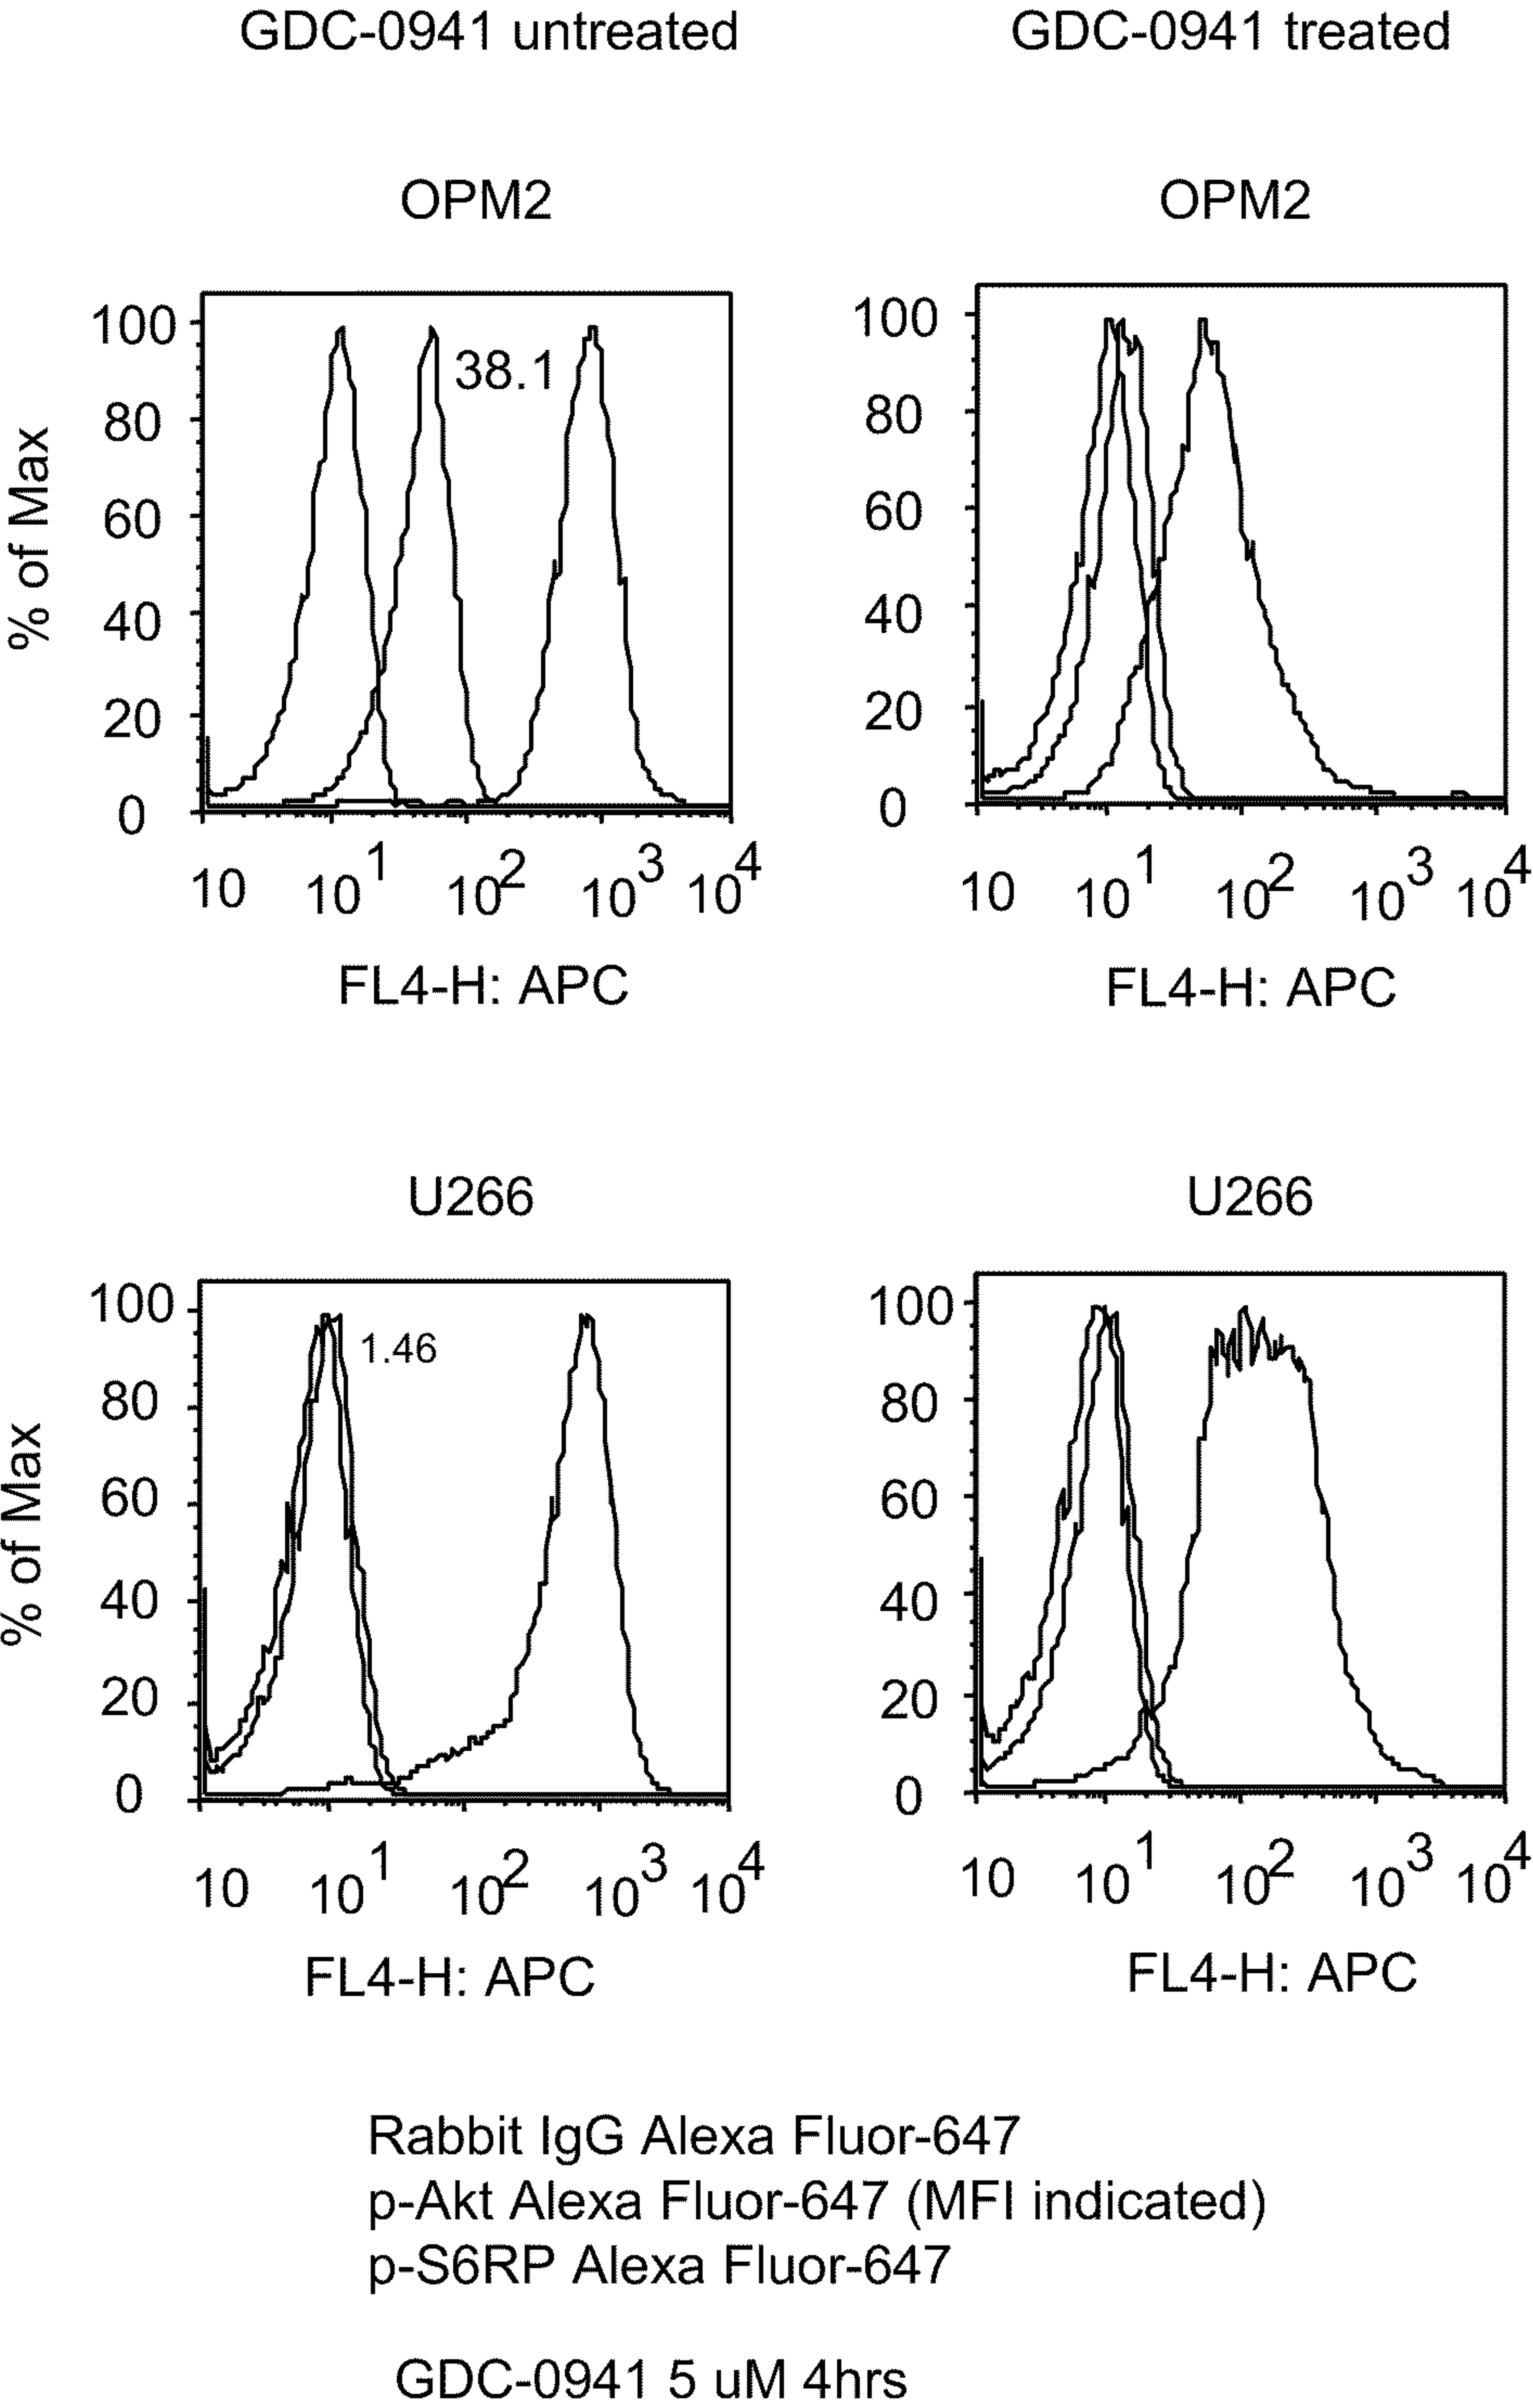 GDC-0941 untreated GDC-0941 treated
OPM2 OPM2
% of Max
100
80
60
40
20
0
38.1
10 10^1 10^2 10^3 10^4
FL4-H: APC
100
80
60
40
20
0
10 10^1 10^2 10^3 10^4
FL4-H: APC
U266 U266
% of Max
100
80
60
40
20
0
1.46
10 10^1 10^2 10^3 10^4
FL4-H: APC
100
80
60
40
20
0
10 10^1 10^2 10^3 10^4
FL4-H: APC
Rabbit IgG Alexa Fluor-647
p-Akt Alexa Fluor-647 (MFI indicated)
p-S6RP Alexa Fluor-647
GDC-0941 5 uM 4hrs